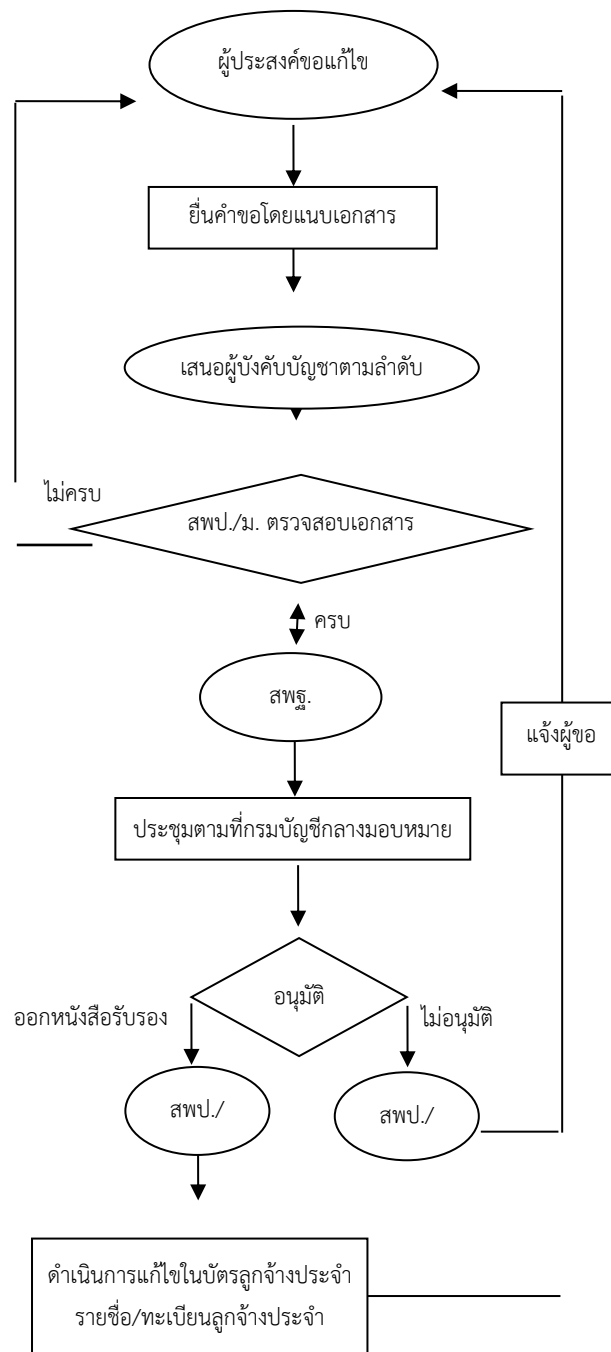 ผู้ประสงค์ขอแก้ไข
ยื่นคำขอโดยแนบเอกสาร
เสนอผู้บังคับบัญชาตามลำดับ
ไม่ครบ
สพป./ม. ตรวจสอบเอกสาร
ครบ
สพฐ.
แจ้งผู้ขอ
ประชุมตามที่กรมบัญชีกลางมอบหมาย
อนุมัติ
ออกหนังสือรับรอง
ไม่อนุมัติ
สพป./
สพป./
ดำเนินการแก้ไขในบัตรลูกจ้างประจำ
รายชื่อ/ทะเบียนลูกจ้างประจำ